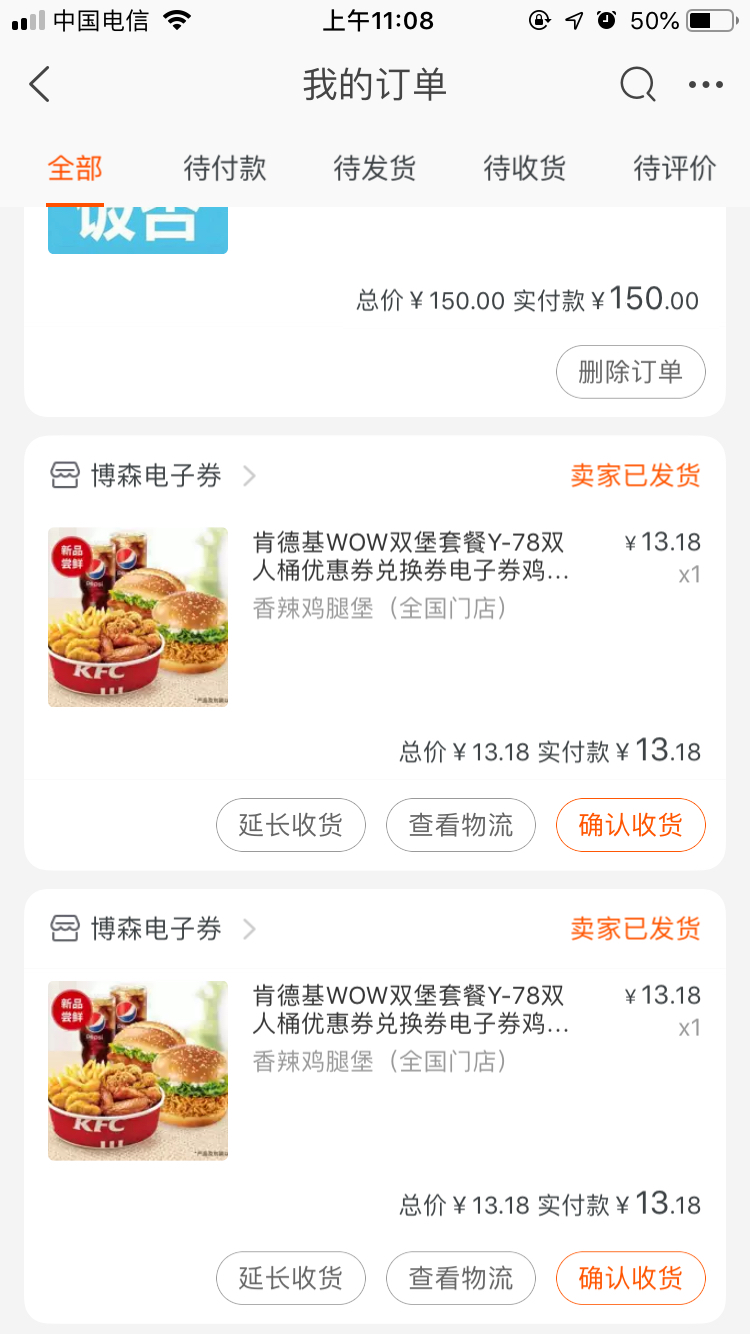 中国电信
上午11:08
50%
我的订单
全部
待付款
待发货
待收货
待评价
总价￥150.00 实付款￥150.00
删除订单
博森电子券
卖家已发货
新品
尝鲜
pepsi
KFC
肯德基WOW双堡套餐Y-78双
人桶优惠券兑换券电子券鸡...
￥13.18
x1
香辣鸡腿堡（全国门店）
总价￥13.18 实付款￥13.18
延长收货
查看物流
确认收货
博森电子券
卖家已发货
新品
尝鲜
pepsi
KFC
肯德基WOW双堡套餐Y-78双
人桶优惠券兑换券电子券鸡...
￥13.18
x1
香辣鸡腿堡（全国门店）
总价￥13.18 实付款￥13.18
延长收货
查看物流
确认收货